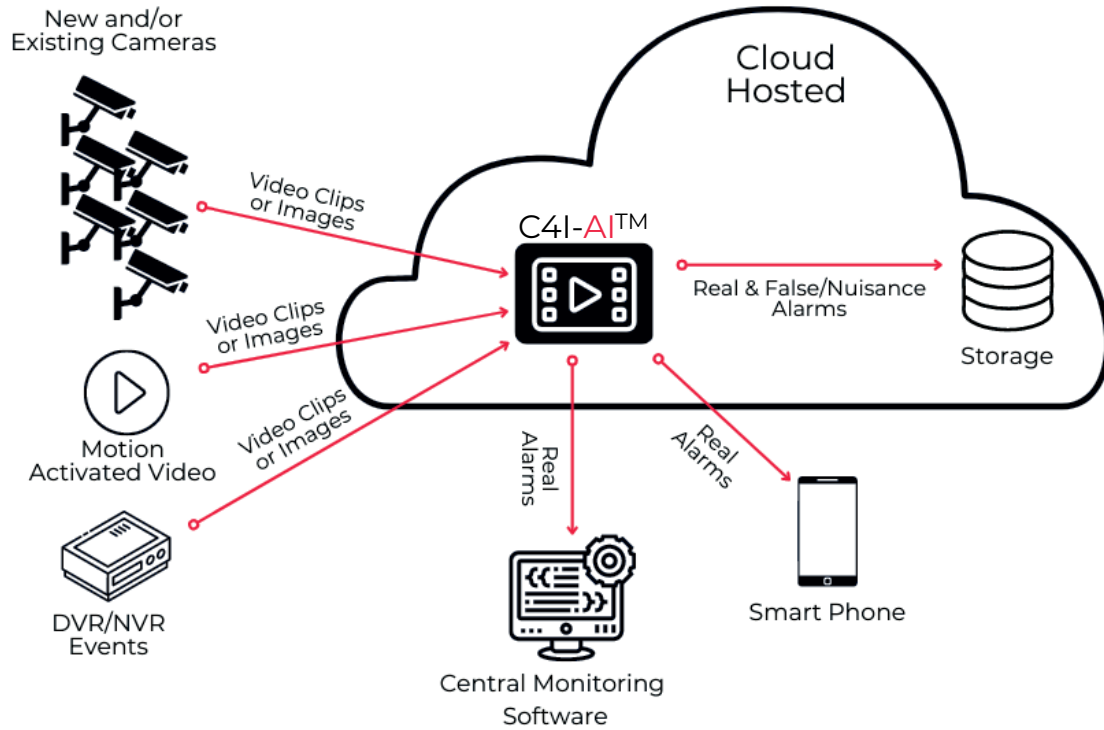 New and/or
Existing Cameras
Cloud
Hosted
Video Clips
or Images
C4I-AI™
Real & False/Nuisance
Alarms
Storage
Video Clips
or Images
Motion
Activated Video
Video Clips
or Images
Real
Alarms
Real
Alarms
DVR/NVR
Events
Smart Phone
Central Monitoring
Software